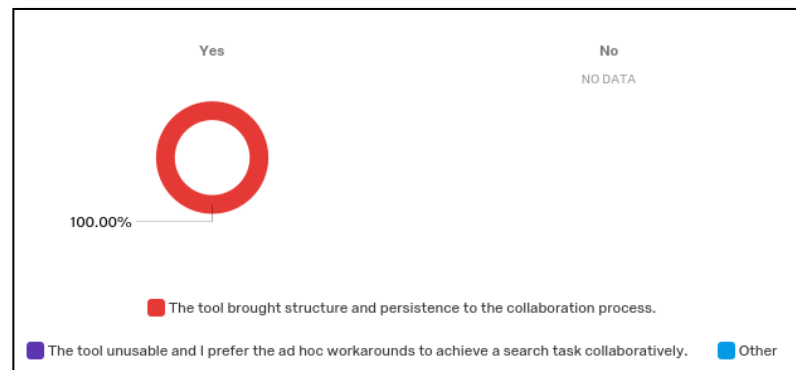 Yes
No
NO DATA
100.00%
The tool brought structure and persistence to the collaboration process.
The tool unusable and I prefer the ad hoc workarounds to achieve a search task collaboratively.
Other